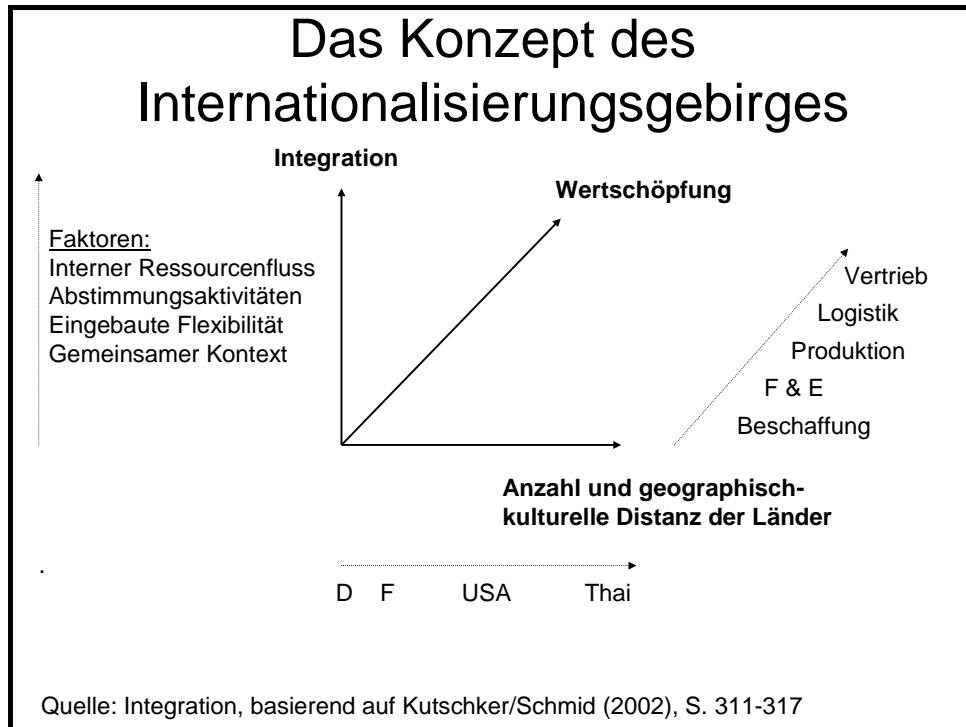 Das Konzept des
Internationalisierungsgebirges
Integration
Wertschöpfung
Faktoren:
Interner Ressourcenfluss
Abstimmungsaktivitäten
Eingebaute Flexibilität
Gemeinsamer Kontext
Vertrieb
Logistik
Produktion
F & E
Beschaffung
Anzahl und geographisch-
kulturelle Distanz der Länder
.
D F USA Thai
Quelle: Integration, basierend auf Kutschker/Schmid (2002), S. 311-317